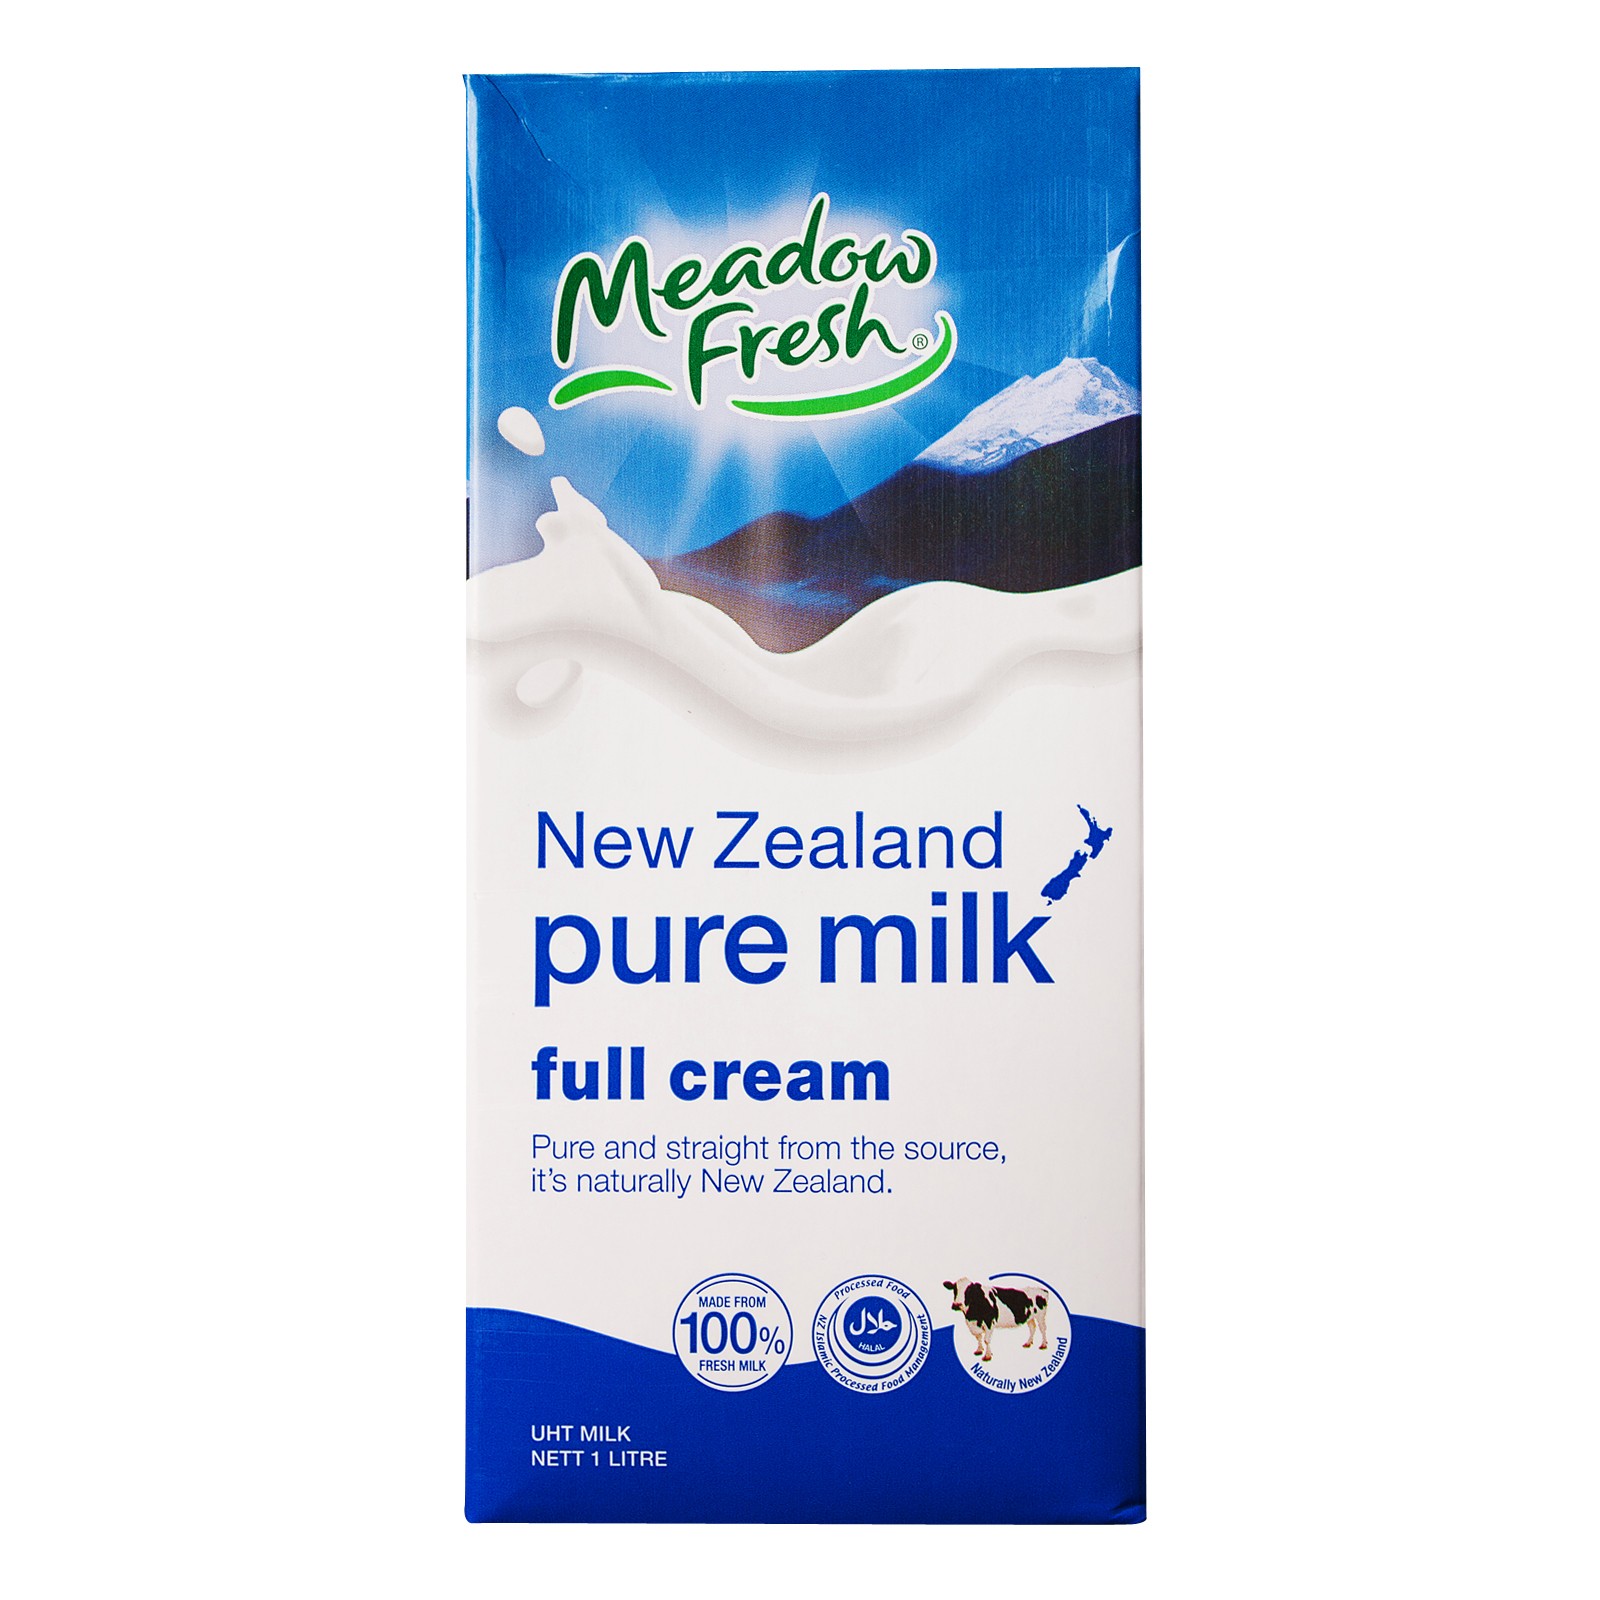 Meadow
Fresh®
New Zealand
pure milk
full cream
Pure and straight from the source,
it's naturally New Zealand.
MADE FROM
100%
FRESH MILK
Processed Food
حلال
HALAL
NZ Islamic Processed Food Management
Naturally New Zealand
UHT MILK
NETT 1 LITRE